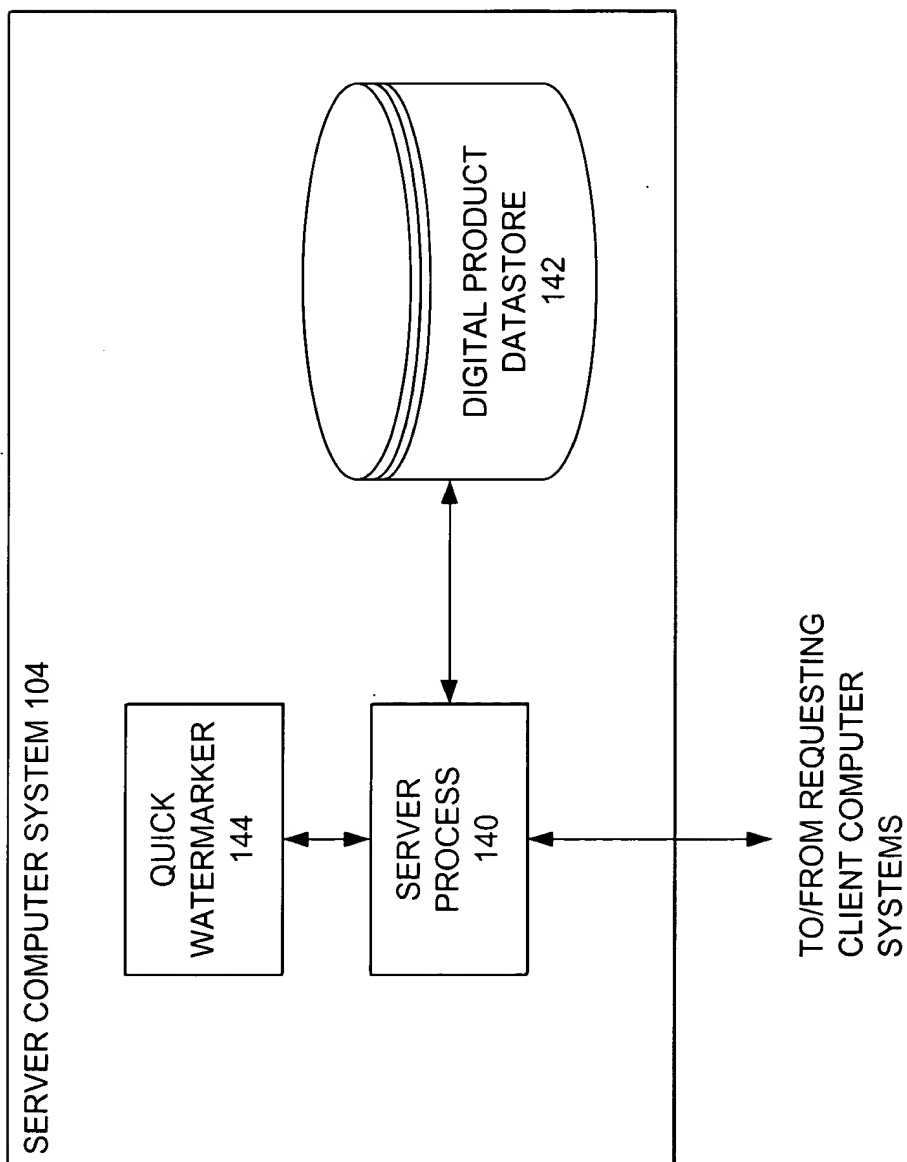 SERVER COMPUTER SYSTEM 104
QUICK
WATERMARKER
144
SERVER
PROCESS
140
DIGITAL PRODUCT
DATASTORE
142
TO/FROM REQUESTING
CLIENT COMPUTER
SYSTEMS